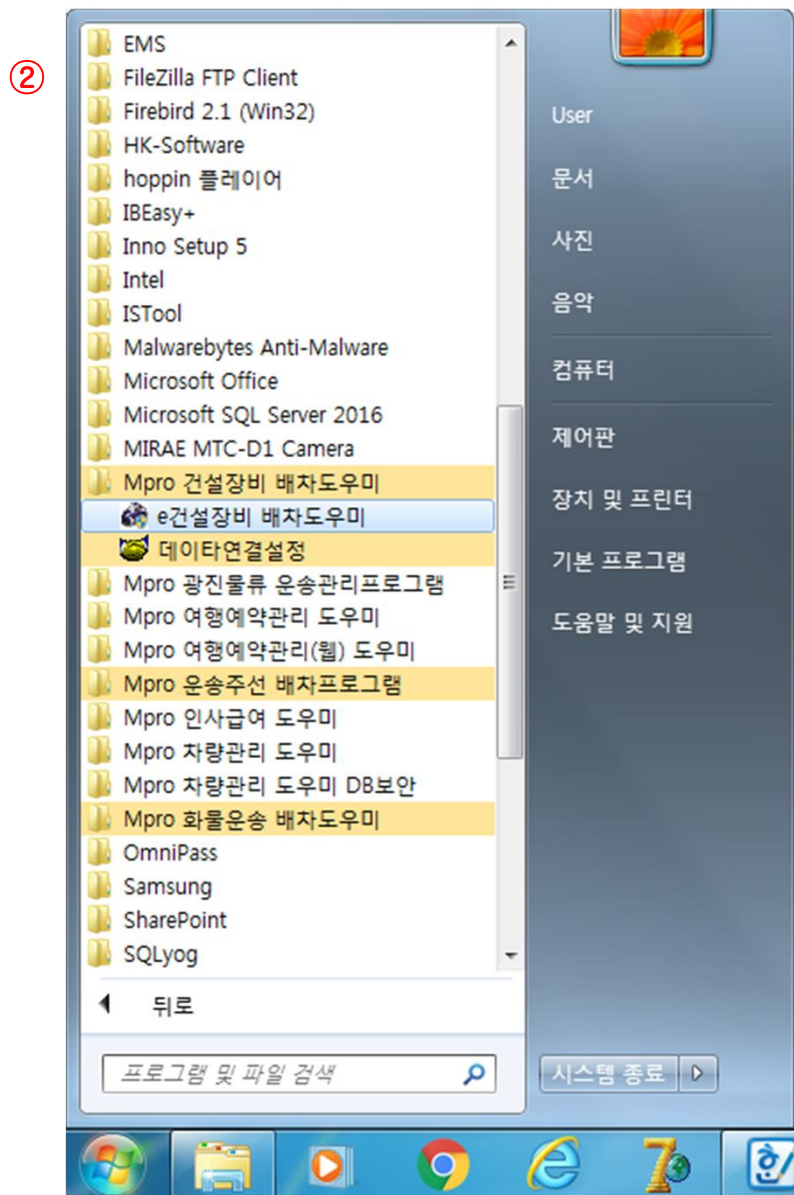 ②
EMS
FileZilla FTP Client
Firebird 2.1 (Win32)
HK-Software
hoppin 플레이어
IBEasy+
Inno Setup 5
Intel
ISTool
Malwarebytes Anti-Malware
Microsoft Office
Microsoft SQL Server 2016
MIRAE MTC-D1 Camera
Mpro 건설장비 배차도우미
e건설장비 배차도우미
데이타연결설정
Mpro 광진물류 운송관리프로그램
Mpro 여행예약관리 도우미
Mpro 여행예약관리(웹) 도우미
Mpro 운송주선 배차프로그램
Mpro 인사급여 도우미
Mpro 차량관리 도우미
Mpro 차량관리 도우미 DB보안
Mpro 화물운송 배차도우미
OmniPass
Samsung
SharePoint
SQLyog
뒤로
프로그램 및 파일 검색
User
문서
사진
음악
컴퓨터
제어판
장치 및 프린터
기본 프로그램
도움말 및 지원
시스템 종료
7
한/